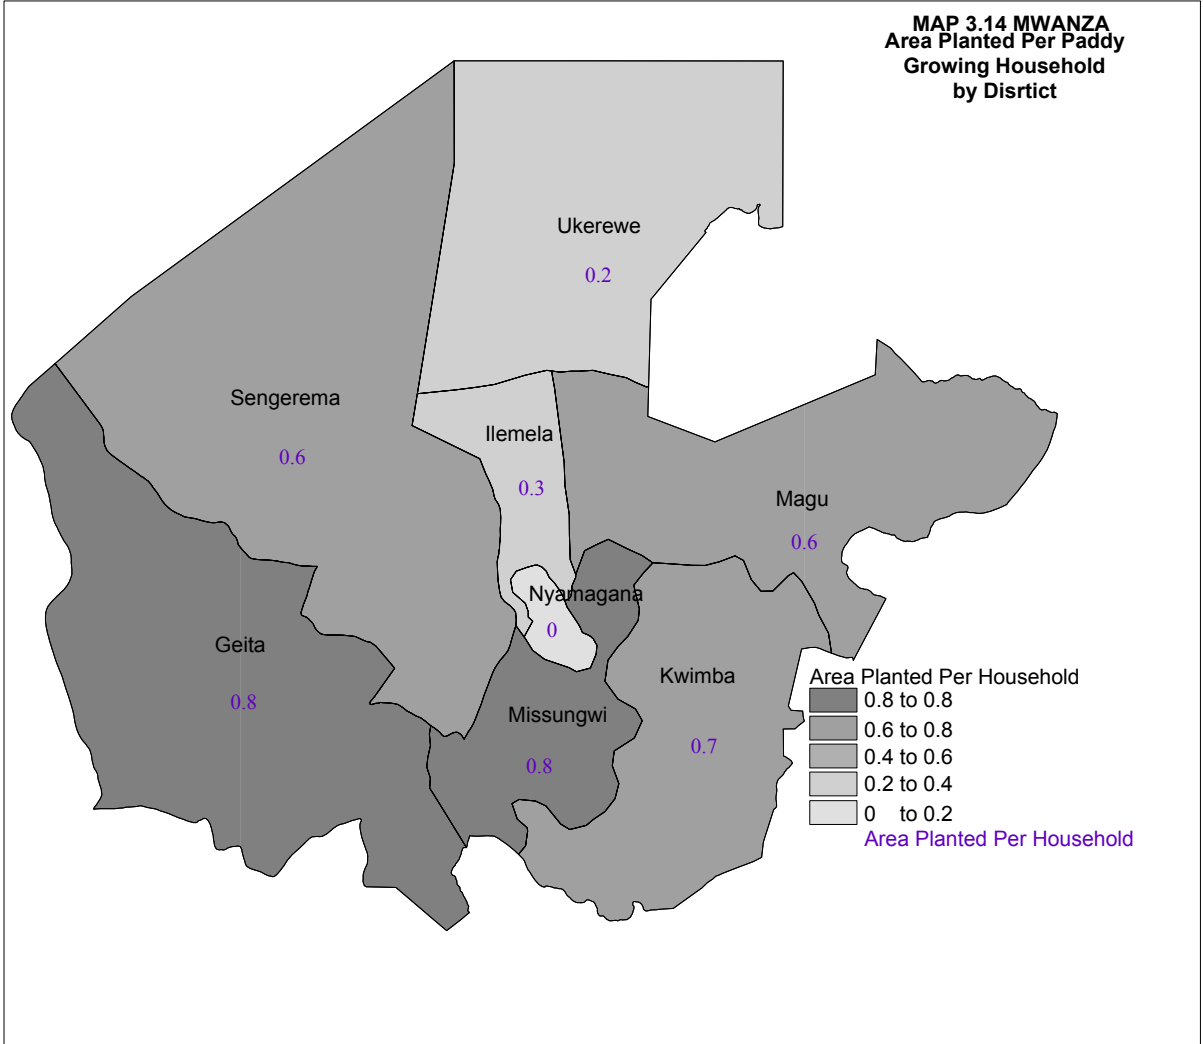 MAP 3.14 MWANZA
Area Planted Per Paddy
Growing Household
by Disrtict
Ukerewe
0.2
Sengerema
0.6
Ilemela
0.3
Magu
0.6
Nyamagana
0
Geita
0.8
Kwimba
0.7
Missungwi
0.8
Area Planted Per Household
0.8 to 0.8
0.6 to 0.8
0.4 to 0.6
0.2 to 0.4
0 to 0.2
Area Planted Per Household